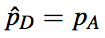 p̂_D = p_A